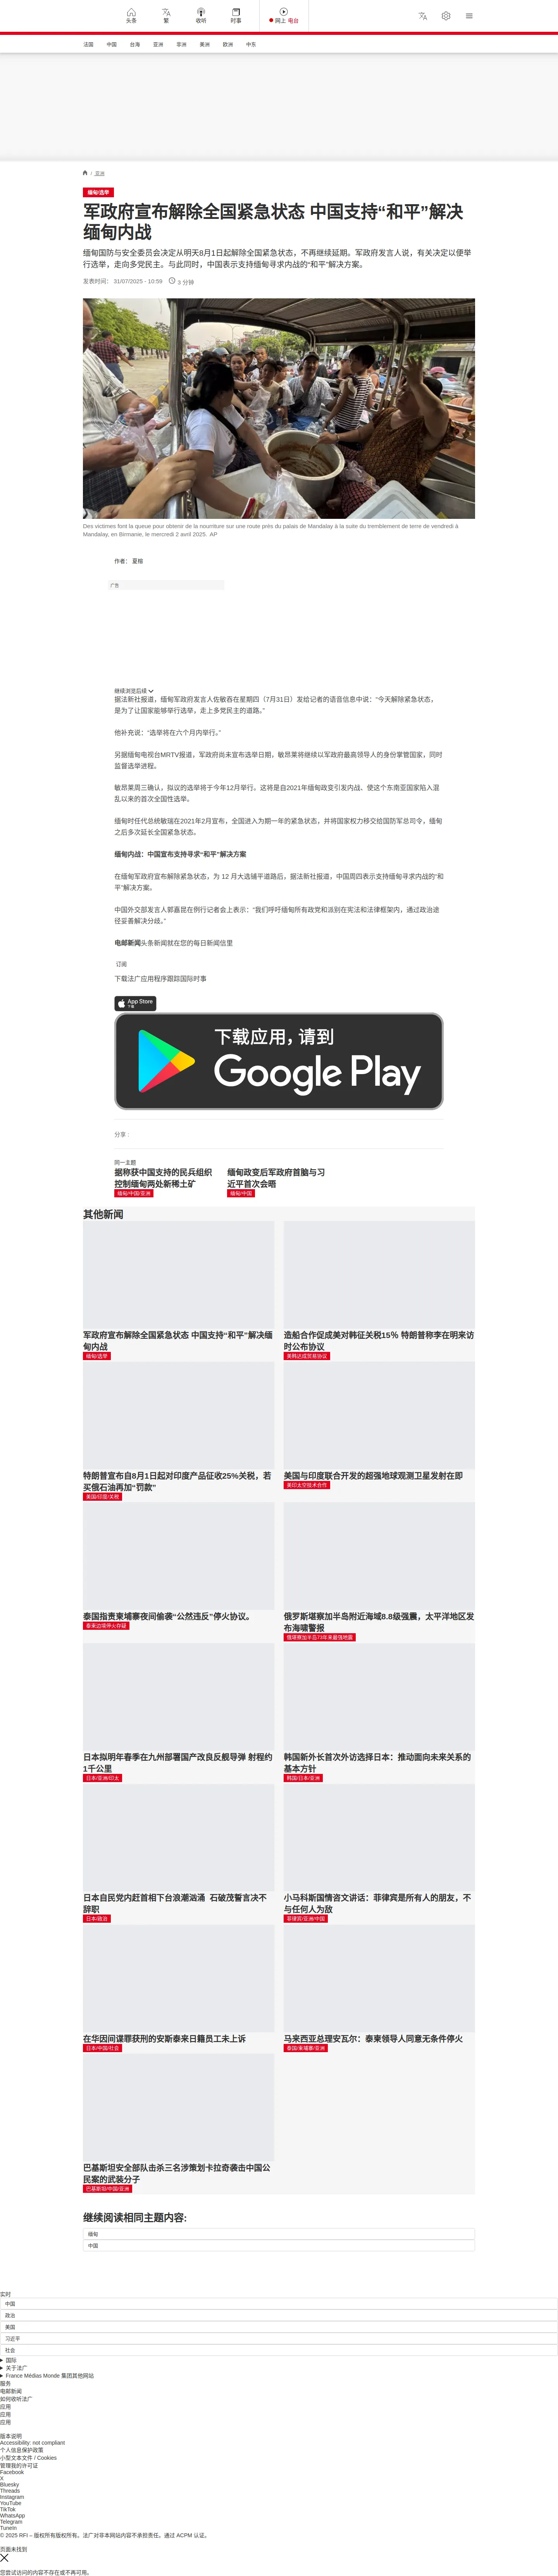 头条
繁
收听
时事
网上 电台
法国
中国
台海
亚洲
非洲
美洲
欧洲
中东
/ 亚洲
缅甸/选举
军政府宣布解除全国紧急状态 中国支持“和平”解决
缅甸内战
缅甸国防与安全委员会决定从明天8月1日起解除全国紧急状态，不再继续延期。军政府发言人说，有关决定以便举
行选举，走向多党民主。与此同时，中国表示支持缅甸寻求内战的“和平”解决方案。
发表时间： 31/07/2025 - 10:59
3 分钟
Des victimes font la queue pour obtenir de la nourriture sur une route près du palais de Mandalay à la suite du tremblement de terre de vendredi à
Mandalay, en Birmanie, le mercredi 2 avril 2025. AP
作者： 夏榕
广告
继续浏览后续
据法新社报道，缅甸军政府发言人佐敏吞在星期四（7月31日）发给记者的语音信息中说：“今天解除紧急状态，
是为了让国家能够举行选举，走上多党民主的道路。”
他补充说：“选举将在六个月内举行。”
另据缅甸电视台MRTV报道，军政府尚未宣布选举日期，敏昂莱将继续以军政府最高领导人的身份掌管国家，同时
监督选举进程。
敏昂莱周三确认，拟议的选举将于今年12月举行。这将是自2021年缅甸政变引发内战、使这个东南亚国家陷入混
乱以来的首次全国性选举。
缅甸时任代总统敏瑞在2021年2月宣布，全国进入为期一年的紧急状态，并将国家权力移交给国防军总司令，缅甸
之后多次延长全国紧急状态。
缅甸内战：中国宣布支持寻求“和平”解决方案
在缅甸军政府宣布解除紧急状态，为 12 月大选铺平道路后，据法新社报道，中国周四表示支持缅甸寻求内战的“和
平”解决方案。
中国外交部发言人郭嘉昆在例行记者会上表示：“我们呼吁缅甸所有政党和派别在宪法和法律框架内，通过政治途
径妥善解决分歧。”
电邮新闻头条新闻就在您的每日新闻信里
订阅
下载法广应用程序跟踪国际时事
App Store
下载
下载应用，请到
Google Play
分享 :
同一主题
据称获中国支持的民兵组织
控制缅甸两处新稀土矿
缅甸/中国/亚洲
缅甸政变后军政府首脑与习
近平首次会晤
缅甸/中国
其他新闻
军政府宣布解除全国紧急状态 中国支持“和平”解决缅
甸内战
缅甸/选举
造船合作促成美对韩征关税15% 特朗普称李在明来访
时公布协议
美韩达成贸易协议
特朗普宣布自8月1日起对印度产品征收25%关税，若
买俄石油再加“罚款”
美国/印度/关税
美国与印度联合开发的超强地球观测卫星发射在即
美印太空技术合作
泰国指责柬埔寨夜间偷袭“公然违反”停火协议。
泰柬边境停火存疑
俄罗斯堪察加半岛附近海域8.8级强震，太平洋地区发
布海啸警报
俄堪察加半岛73年来最强地震
日本拟明年春季在九州部署国产改良反舰导弹 射程约
1千公里
日本/亚洲/印太
韩国新外长首次外访选择日本：推动面向未来关系的
基本方针
韩国/日本/亚洲
日本自民党内赶首相下台浪潮汹涌 石破茂誓言决不
辞职
日本/政治
小马科斯国情咨文讲话：菲律宾是所有人的朋友，不
与任何人为敌
菲律宾/亚洲/中国
在华因间谍罪获刑的安斯泰来日籍员工未上诉
日本/中国/社会
马来西亚总理安瓦尔：泰柬领导人同意无条件停火
泰国/柬埔寨/亚洲
巴基斯坦安全部队击杀三名涉策划卡拉奇袭击中国公
民案的武装分子
巴基斯坦/中国/亚洲
继续阅读相同主题内容:
缅甸
中国
实时
中国
政治
美国
习近平
社会
国际
关于法广
France Médias Monde 集团其他网站
服务
电邮新闻
如何收听法广
应用
应用
应用
版本说明
Accessibility: not compliant
个人信息保护政策
小型文本文件 / Cookies
管理我的许可证
Facebook
X
Bluesky
Threads
Instagram
YouTube
TikTok
WhatsApp
Telegram
TuneIn
© 2025 RFI – 版权所有版权所有。法广对非本网站内容不承担责任。通过 ACPM 认证。
页面未找到
您尝试访问的内容不存在或不再可用。